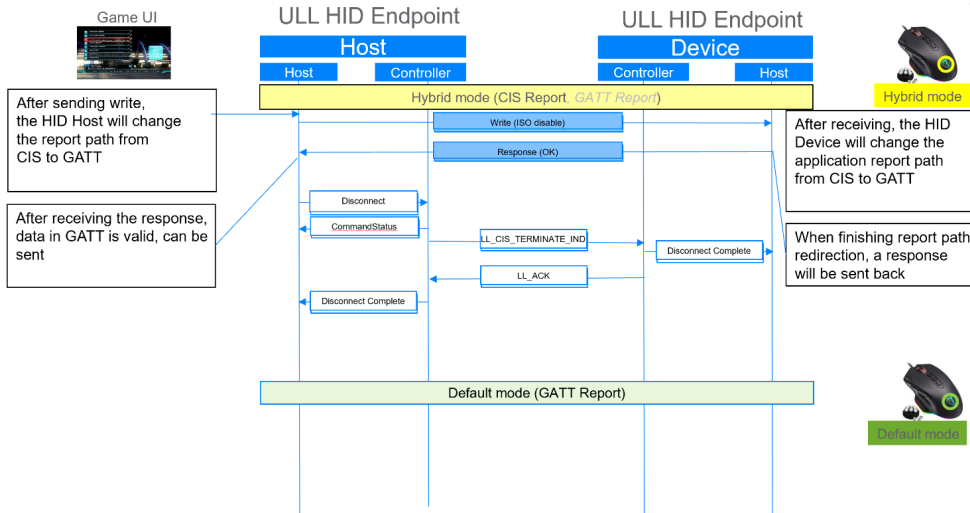 Game UI
ULL HID Endpoint
ULL HID Endpoint
Host
Device
Host
Controller
Controller
Host
Hybrid mode
Hybrid mode (CIS Report, GATT Report)
After sending write,
the HID Host will change
the report path from
CIS to GATT
Write (ISO disable)
After receiving, the HID
Device will change the
application report path
from CIS to GATT
Response (OK)
Disconnect
After receiving the response,
data in GATT is valid, can be
sent
CommandStatus
LL_CIS_TERMINATE_IND
Disconnect Complete
When finishing report path
redirection, a response
will be sent back
LL_ACK
Disconnect Complete
Default mode (GATT Report)
Default mode